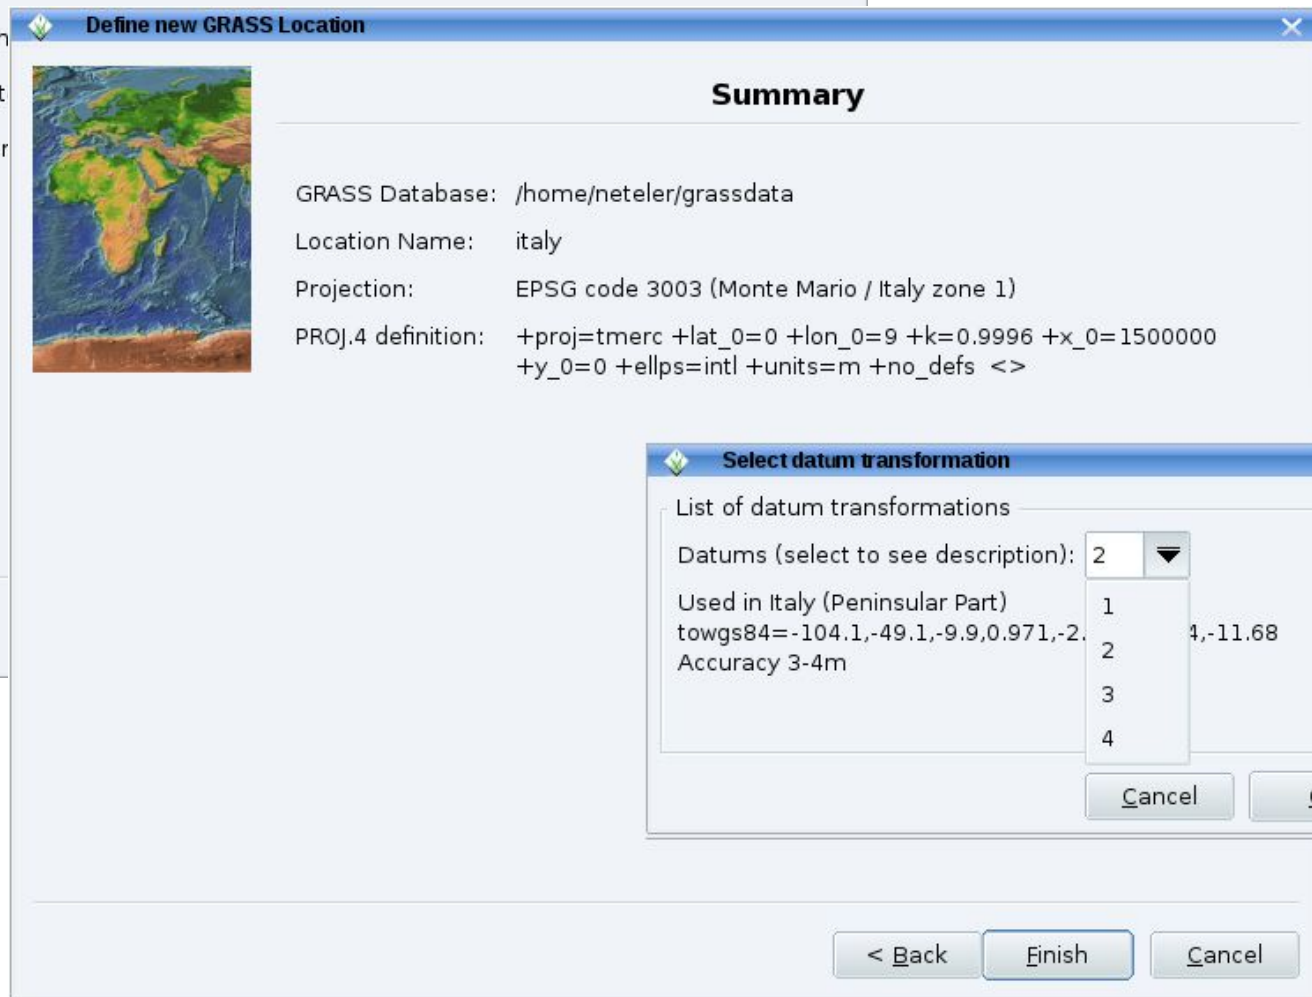 Define new GRASS Location
Summary
GRASS Database: /home/neteler/grassdata
Location Name: italy
Projection: EPSG code 3003 (Monte Mario / Italy zone 1)
PROJ.4 definition: +proj=tmerc +lat_0=0 +lon_0=9 +k=0.9996 +x_0=1500000
+y_0=0 +ellps=intl +units=m +no_defs <>
Select datum transformation
List of datum transformations
Datums (select to see description): 2
Used in Italy (Peninsular Part)
1
towgs84=-104.1,-49.1,-9.9,0.971,-2. 4,-11.68
2
Accuracy 3-4m
3
4
Cancel
< Back Finish Cancel